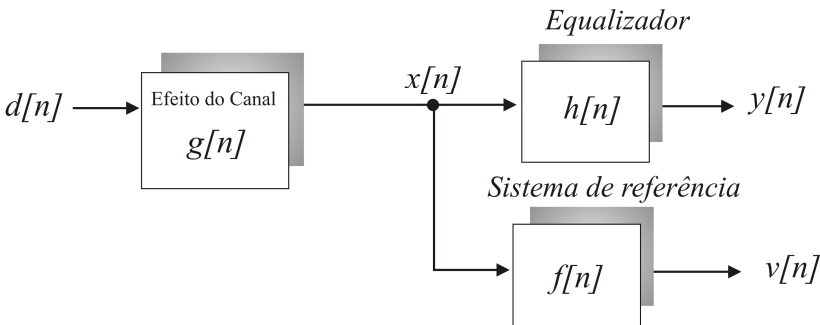 Equalizador
d[n]
Efeito do Canal
g[n]
x[n]
h[n]
y[n]
Sistema de referência
f[n]
v[n]